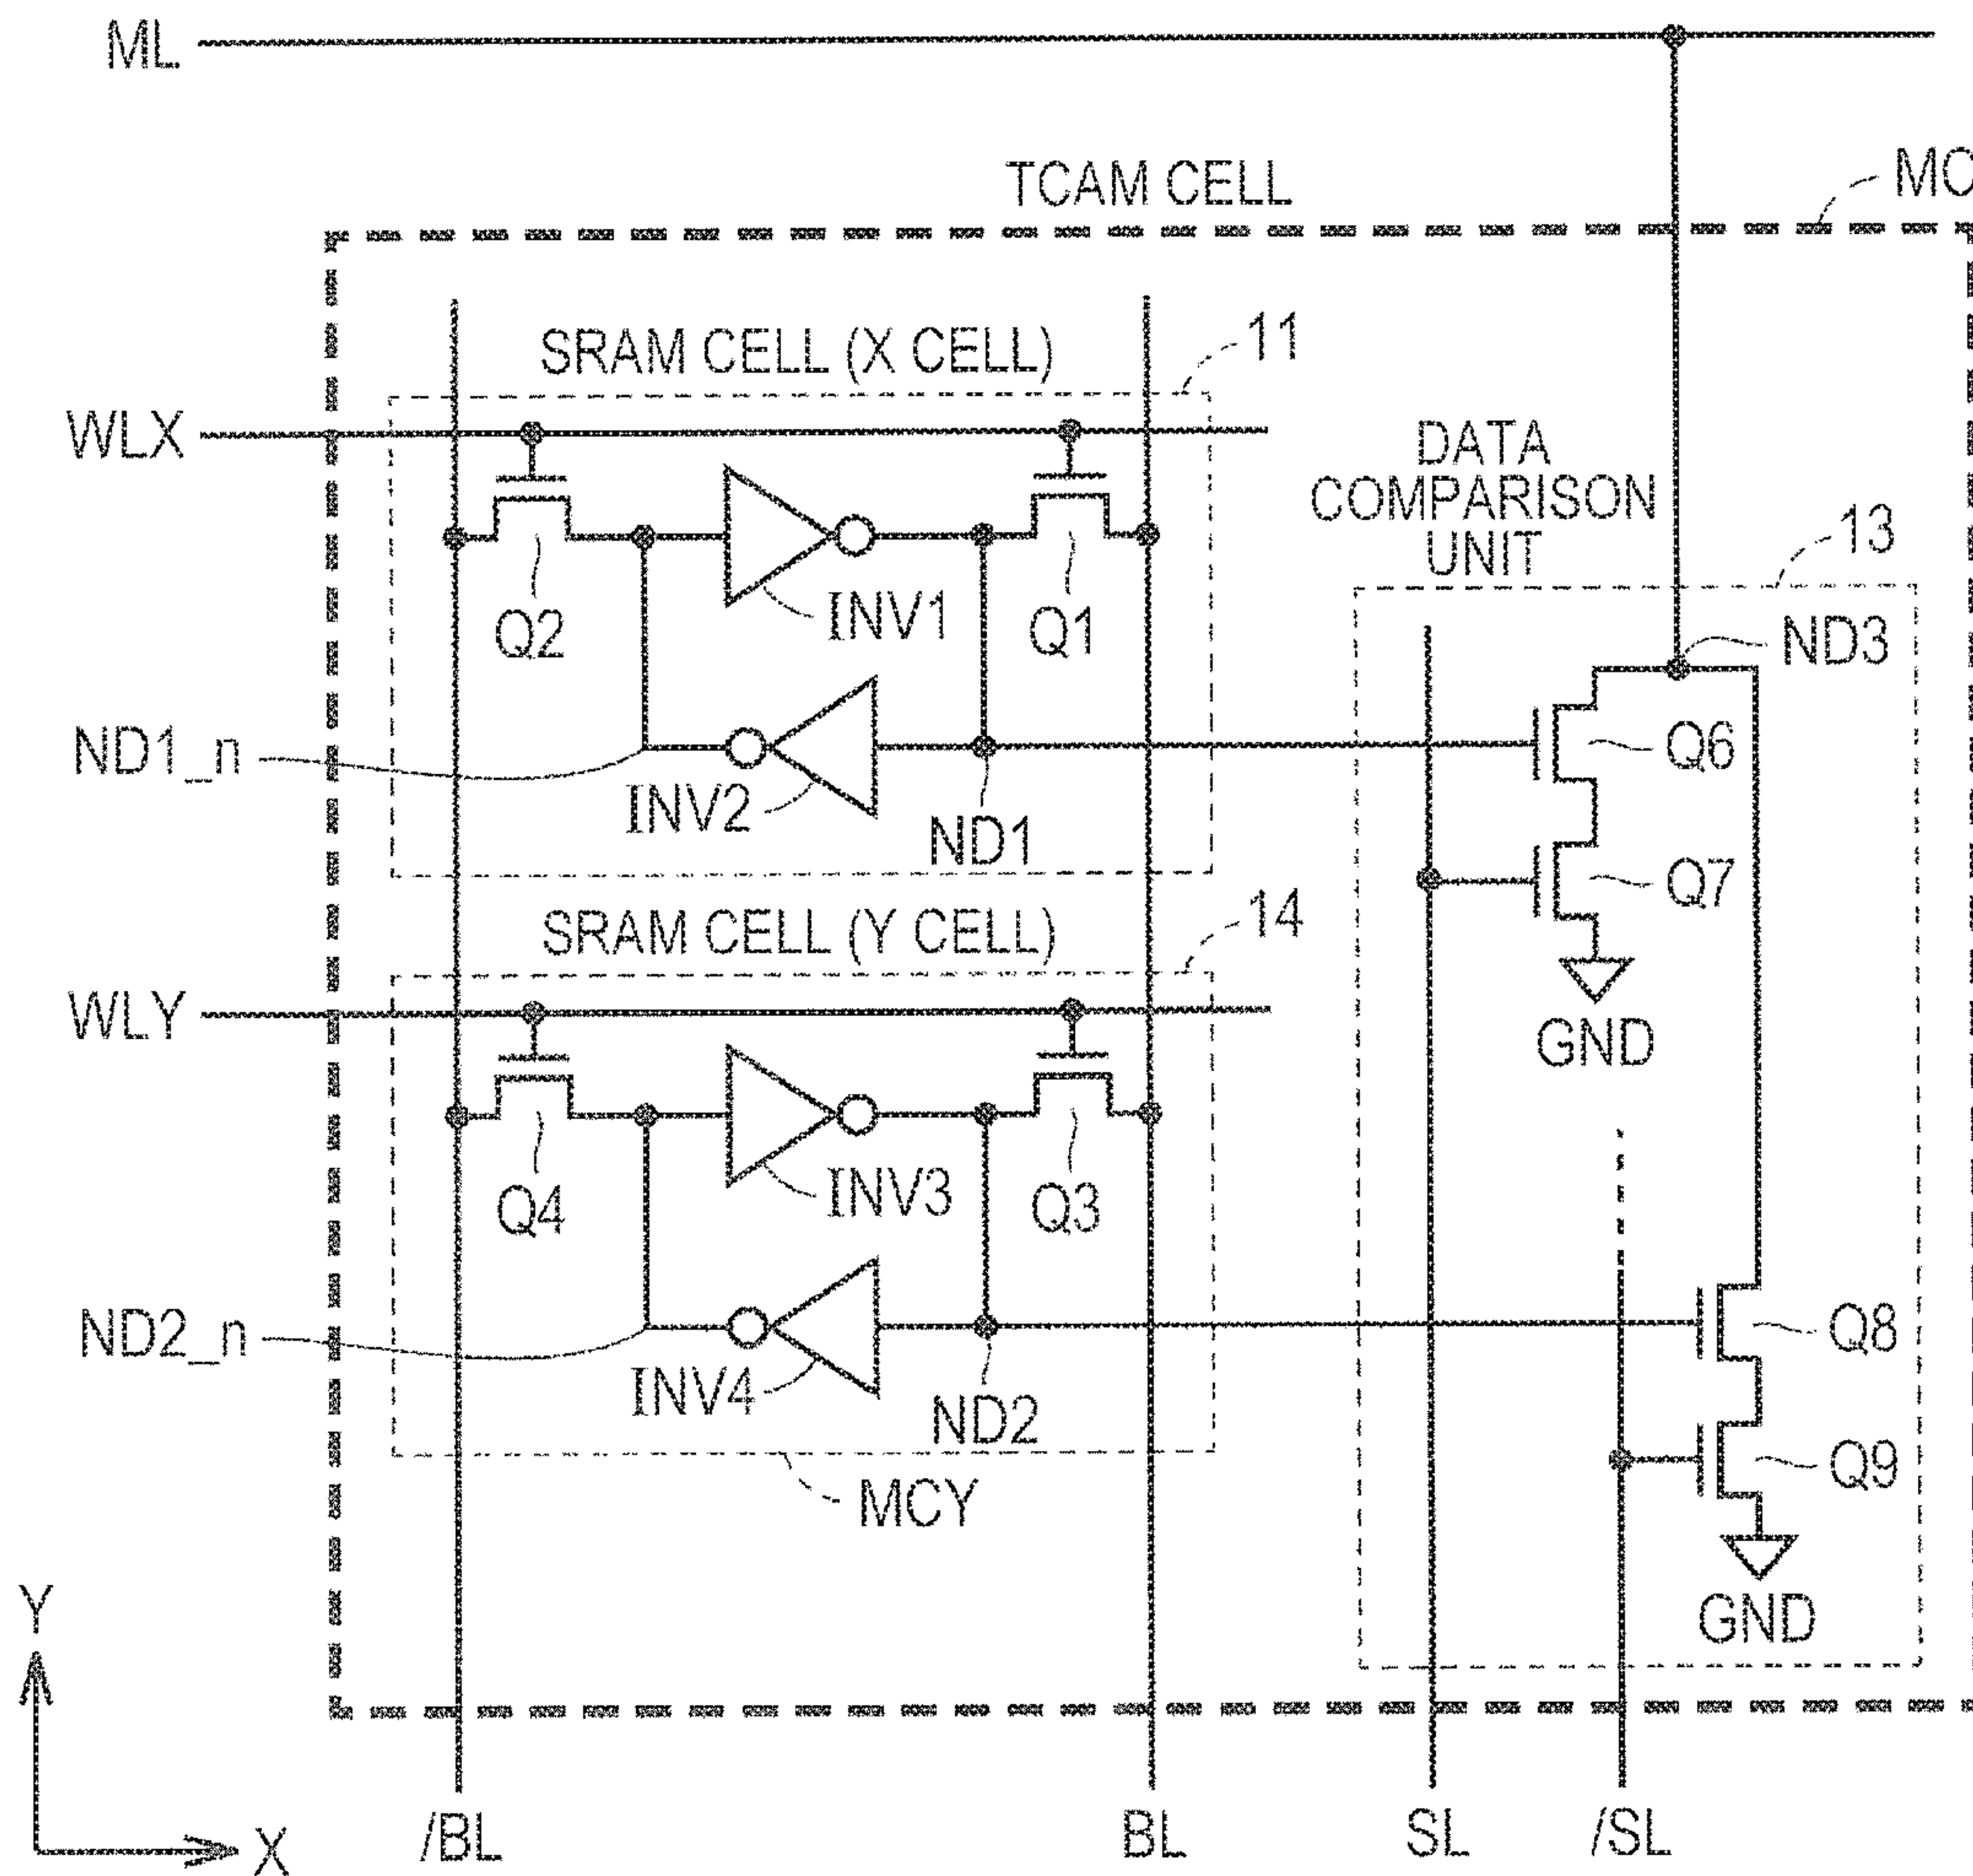 ML
TCAM CELL
MC
SRAM CELL (X CELL)
11
WLX
DATA
COMPARISON
UNIT
13
Q2
INV1
Q1
ND3
ND1_n
INV2
ND1
Q6
Q7
SRAM CELL (Y CELL)
14
WLY
GND
Q4
INV3
Q3
ND2_n
INV4
ND2
Q8
Q9
MCY
GND
Y
X
/BL
BL
SL
/SL